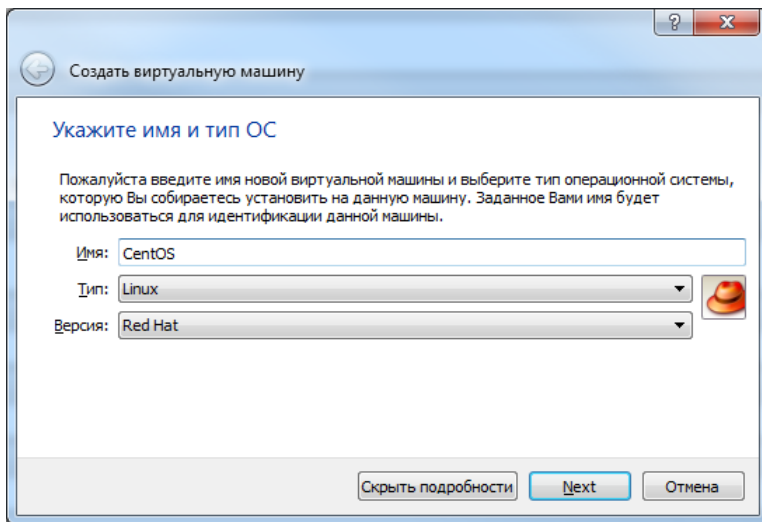 Создать виртуальную машину
Укажите имя и тип ОС
Пожалуйста введите имя новой виртуальной машины и выберите тип операционной системы,
которую Вы собираетесь установить на данную машину. Заданное Вами имя будет
использоваться для идентификации данной машины.
Имя: CentOS
Тип: Linux
Версия: Red Hat
Скрыть подробности Next Отмена